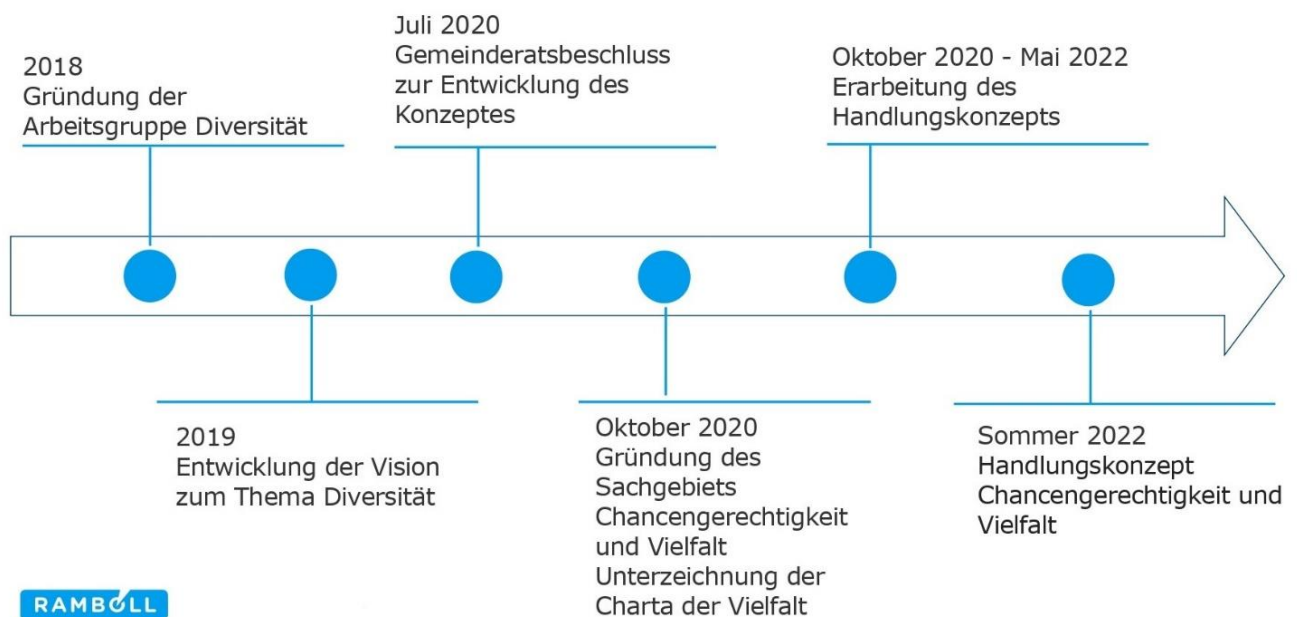 2018
Gründung der
Arbeitsgruppe Diversität
2019
Entwicklung der Vision
zum Thema Diversität
Juli 2020
Gemeinderatsbeschluss
zur Entwicklung des
Konzeptes
Oktober 2020
Gründung des
Sachgebiets
Chancengerechtigkeit
und Vielfalt
Unterzeichnung der
Charta der Vielfalt
Oktober 2020 - Mai 2022
Erarbeitung des
Handlungskonzepts
Sommer 2022
Handlungskonzept
Chancengerechtigkeit und
Vielfalt
RAMBOLL